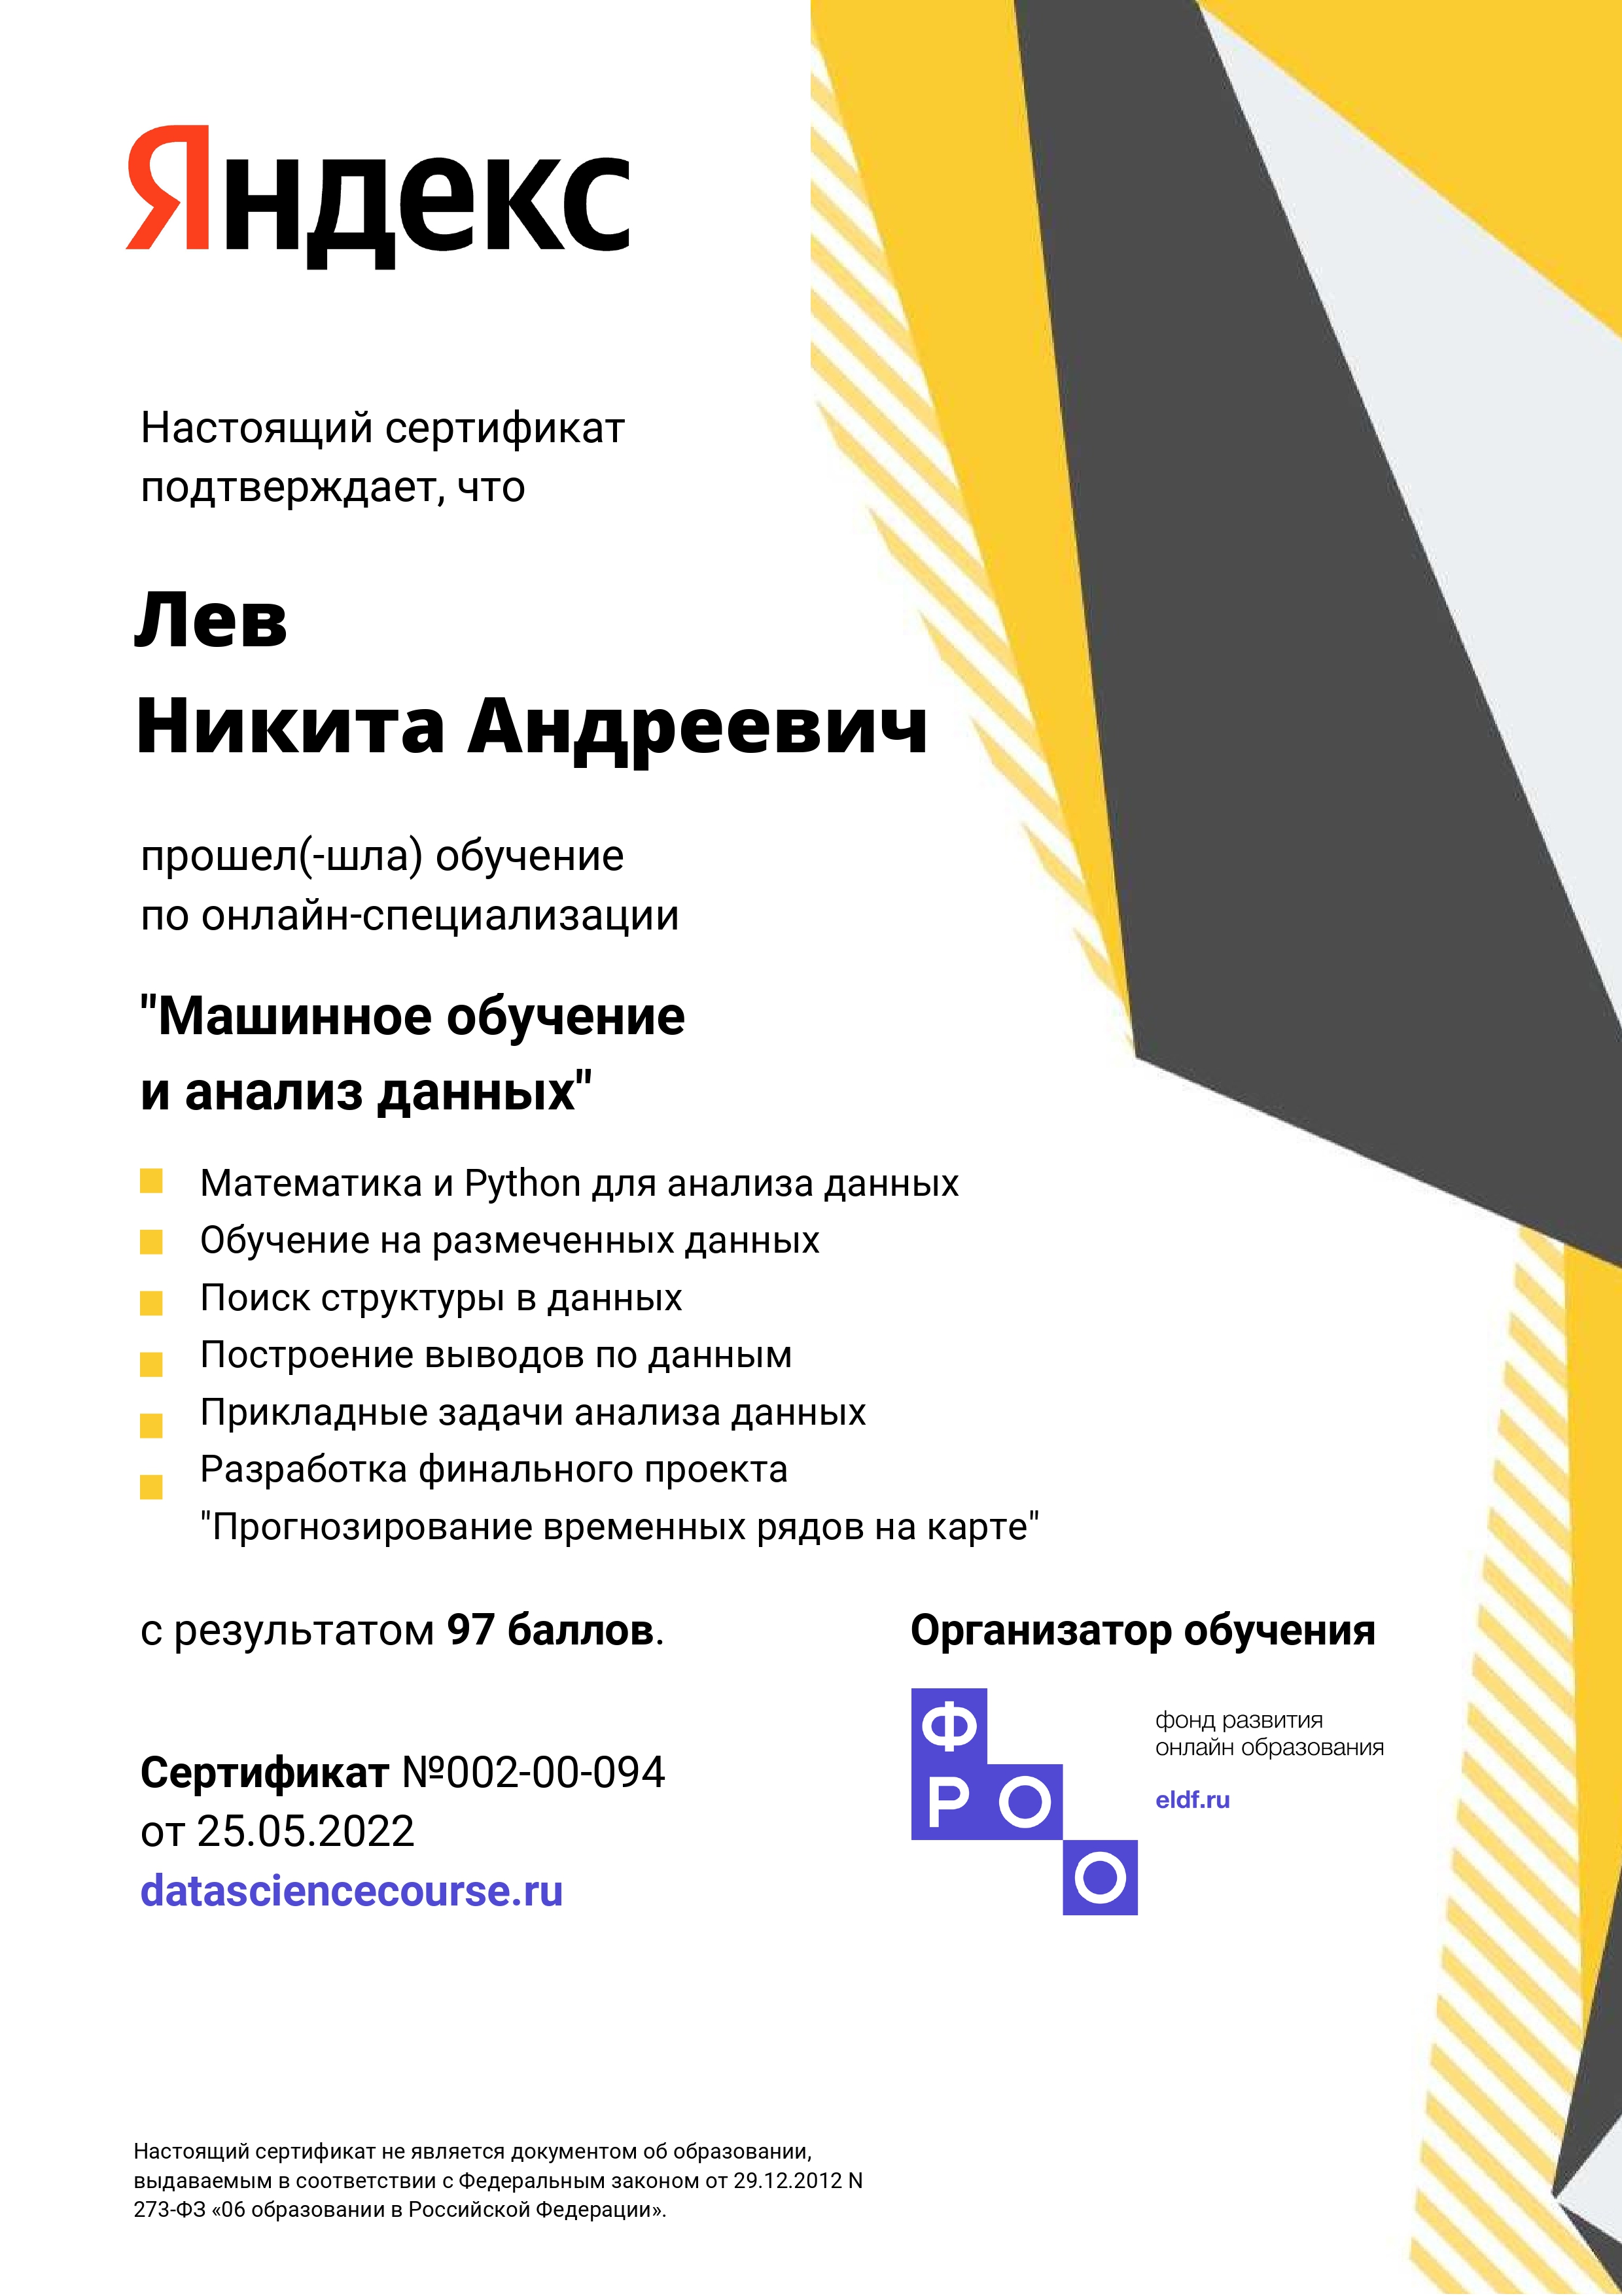 Яндекс
Настоящий сертификат
подтверждает, что
Лев
Никита Андреевич
прошел(-шла) обучение
по онлайн-специализации
"Машинное обучение
и анализ данных"
Математика и Python для анализа данных
Обучение на размеченных данных
Поиск структуры в данных
Построение выводов по данным
Прикладные задачи анализа данных
Разработка финального проекта
"Прогнозирование временных рядов на карте"
с результатом 97 баллов.
Сертификат №002-00-094
от 25.05.2022
datasciencecourse.ru
Организатор обучения
Ф
РО
О
фонд развития
онлайн образования
eldf.ru
Настоящий сертификат не является документом об образовании,
выдаваемым в соответствии с Федеральным законом от 29.12.2012 N
273-ФЗ «06 образовании в Российской Федерации».